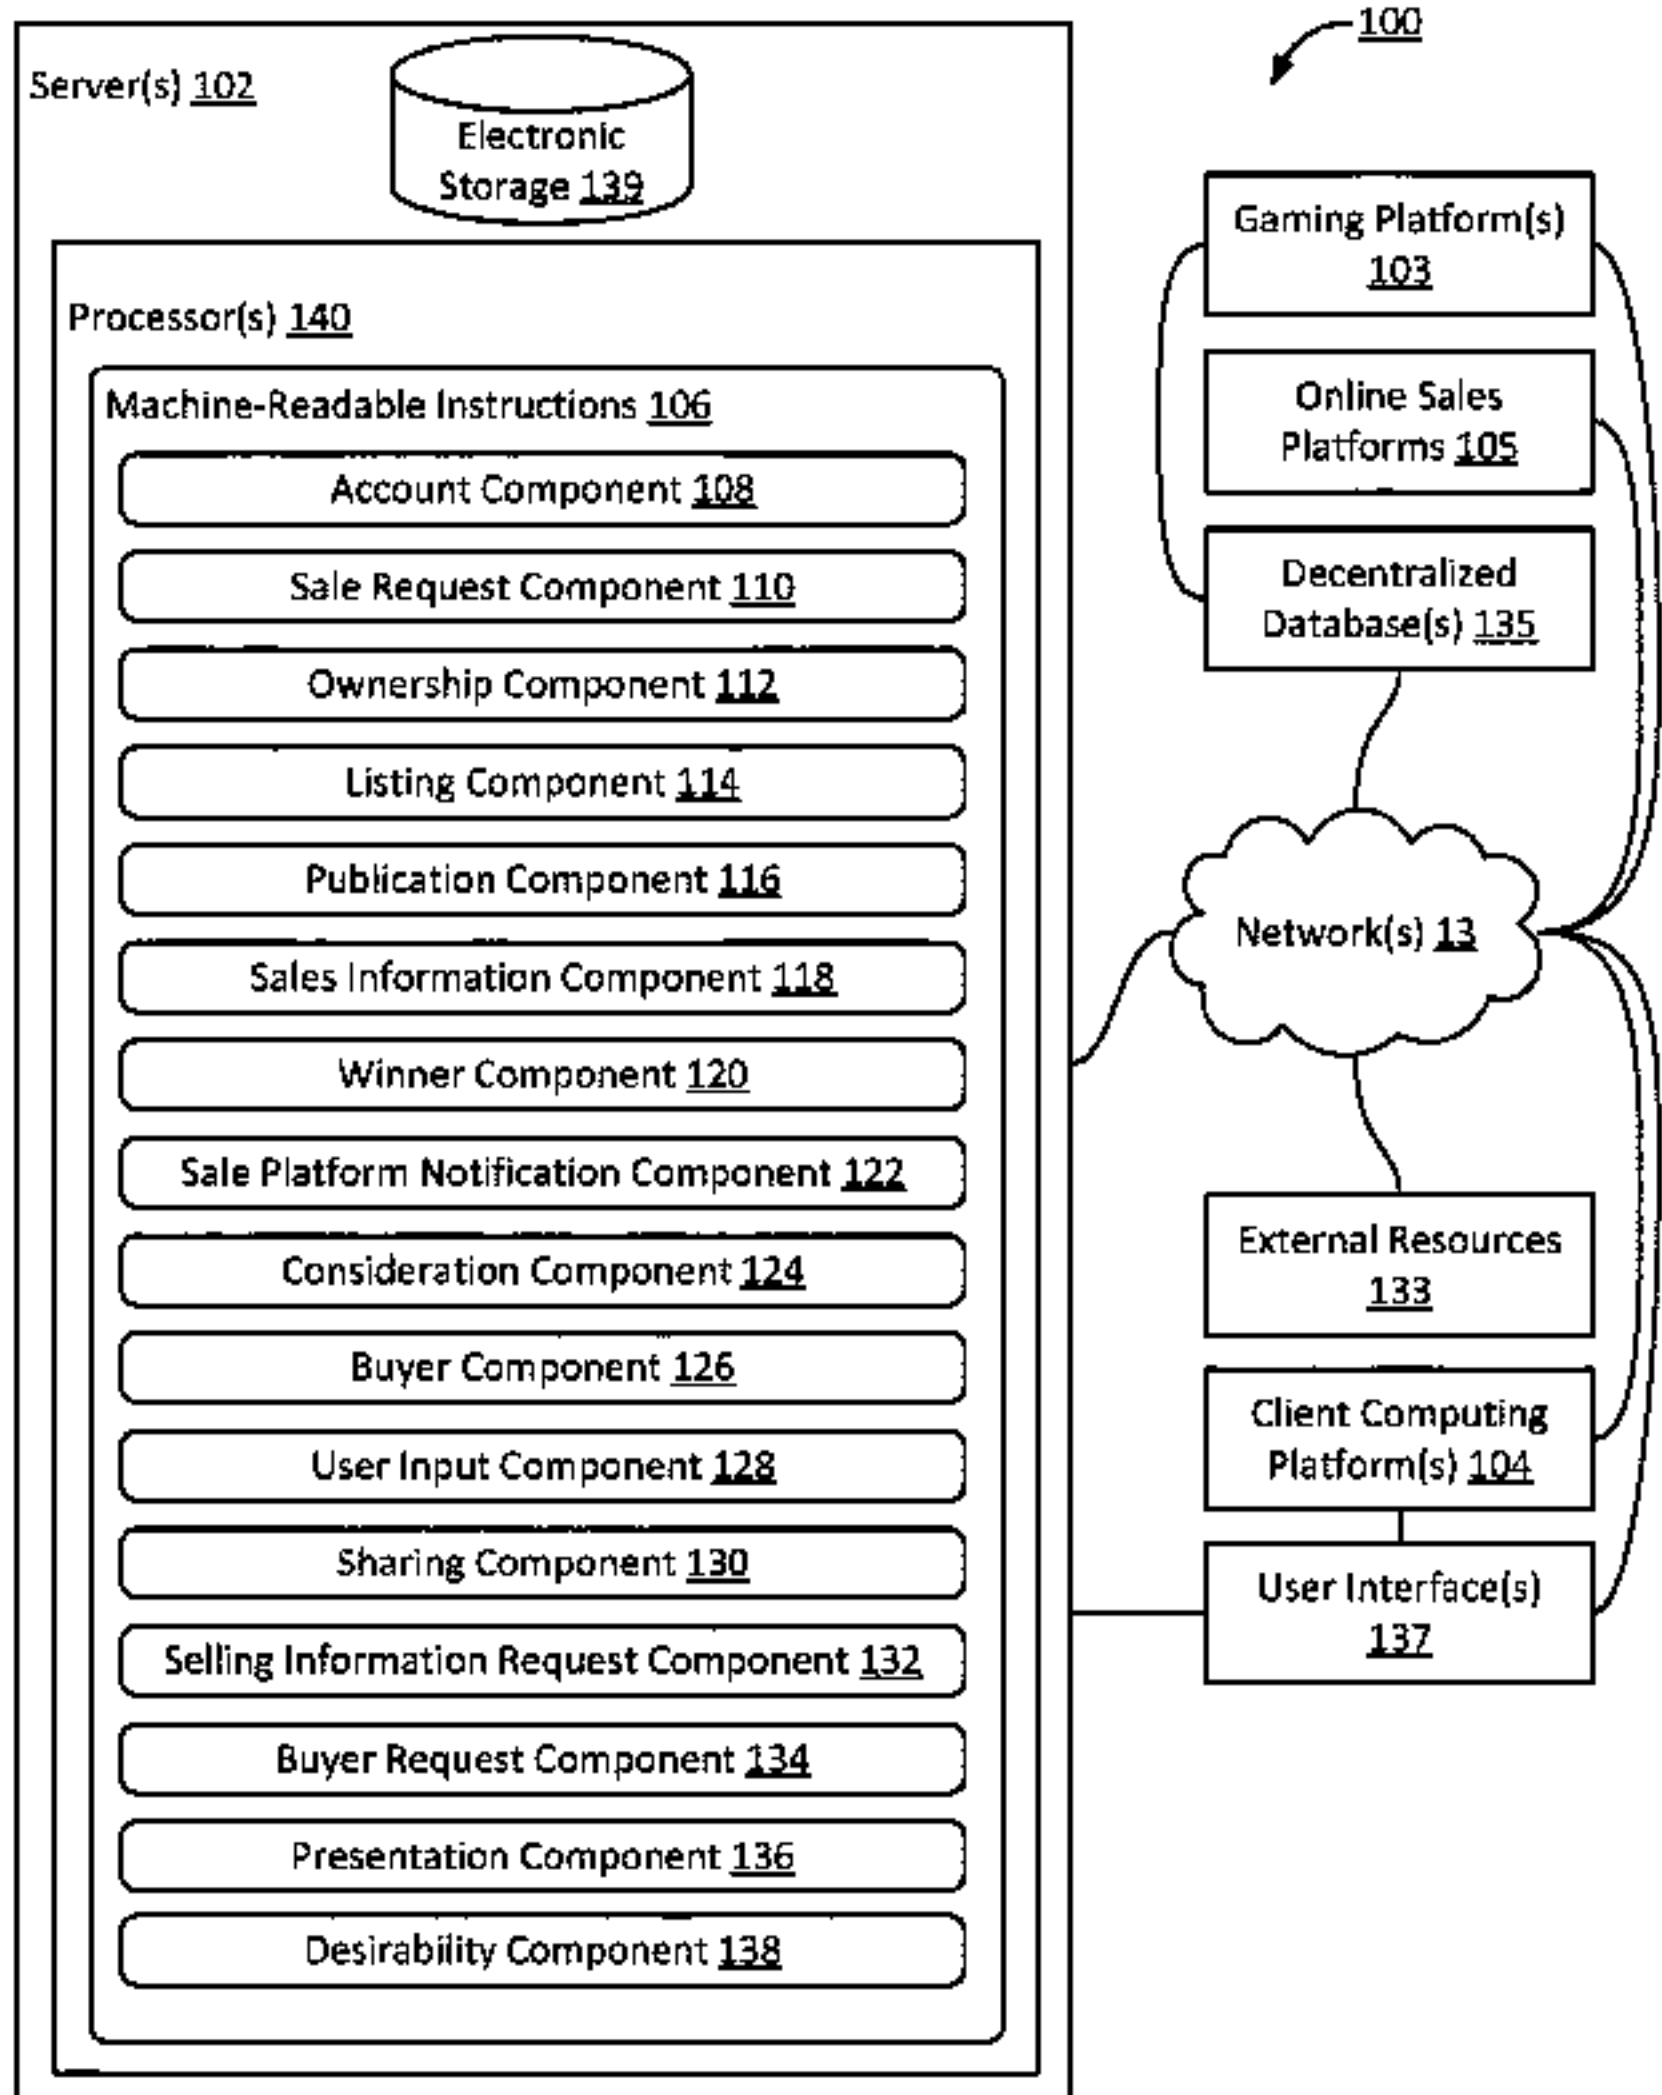 100
Server(s) 102
Electronic
Storage 139
Processor(s) 140
Machine-Readable Instructions 106
Account Component 108
Sale Request Component 110
Ownership Component 112
Listing Component 114
Publication Component 116
Sales Information Component 118
Winner Component 120
Sale Platform Notification Component 122
Consideration Component 124
Buyer Component 126
User Input Component 128
Sharing Component 130
Selling Information Request Component 132
Buyer Request Component 134
Presentation Component 136
Desirability Component 138
Gaming Platform(s)
103
Online Sales
Platforms 105
Decentralized
Database(s) 135
Network(s) 13
External Resources
133
Client Computing
Platform(s) 104
User Interface(s)
137